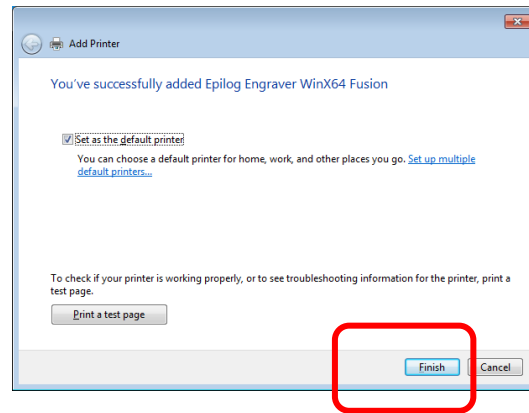 Add Printer
You've successfully added Epilog Engraver WinX64 Fusion
Set as the default printer
You can choose a default printer for home, work, and other places you go. Set up multiple
default printers...
To check if your printer is working properly, or to see troubleshooting information for the printer, print a
test page.
Print a test page
Finish Cancel